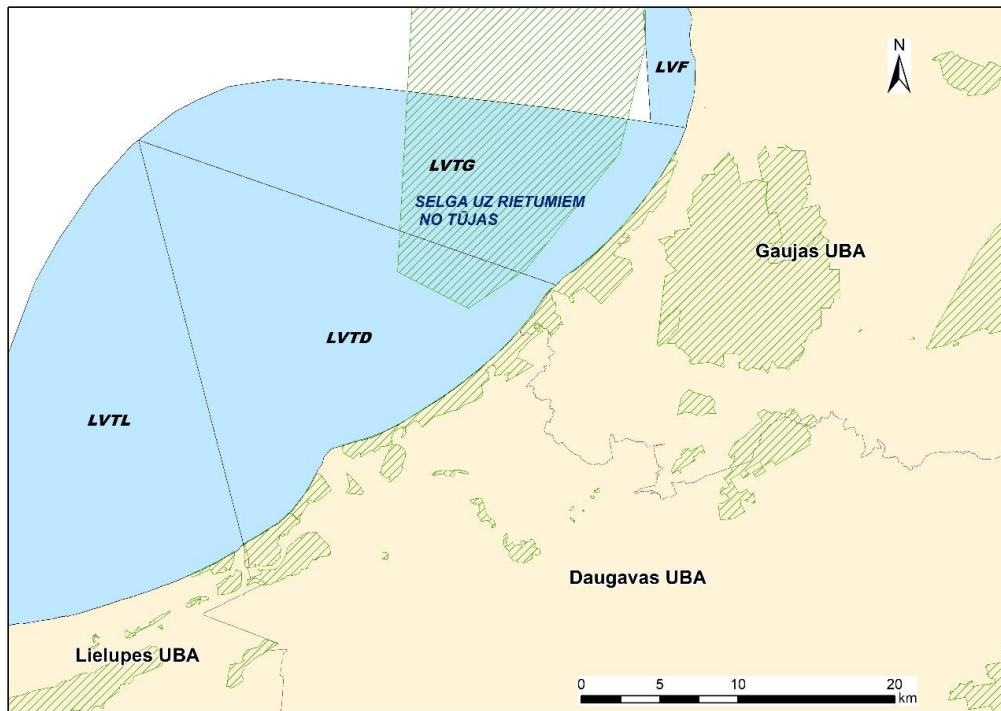 N
LVF
LVTG
SELGA UZ RIETUMIEM
NO TŪJAS
Gaujas UBA
LVTD
LVTL
Daugavas UBA
Lielupes UBA
0 5 10 20
km